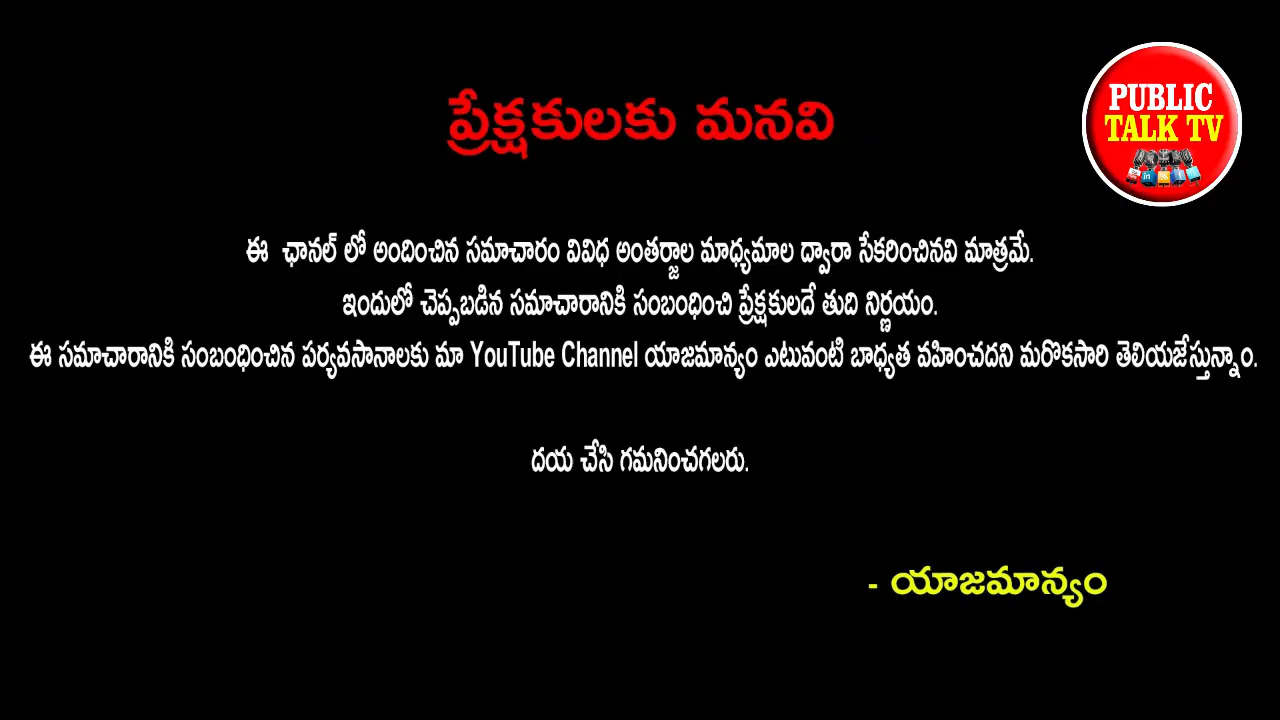 ప్రేక్షకులకు మనవి
PUBLIC
TALK TV
ఈ ఛానల్ లో అందించిన సమాచారం వివిధ అంతర్జాల మాధ్యమాల ద్వారా సేకరించినవి మాత్రమే.
ఇందులో చెప్పబడిన సమాచారానికి సంబంధించి ప్రేక్షకులదే తుది నిర్ణయం.
ఈ సమాచారానికి సంబంధించిన పర్యవసానాలకు మా YouTube Channel యాజమాన్యం ఎటువంటి బాధ్యత వహించదని మరొకసారి తెలియజేస్తున్నాం.
దయ చేసి గమనించగలరు.
- యాజమాన్యం